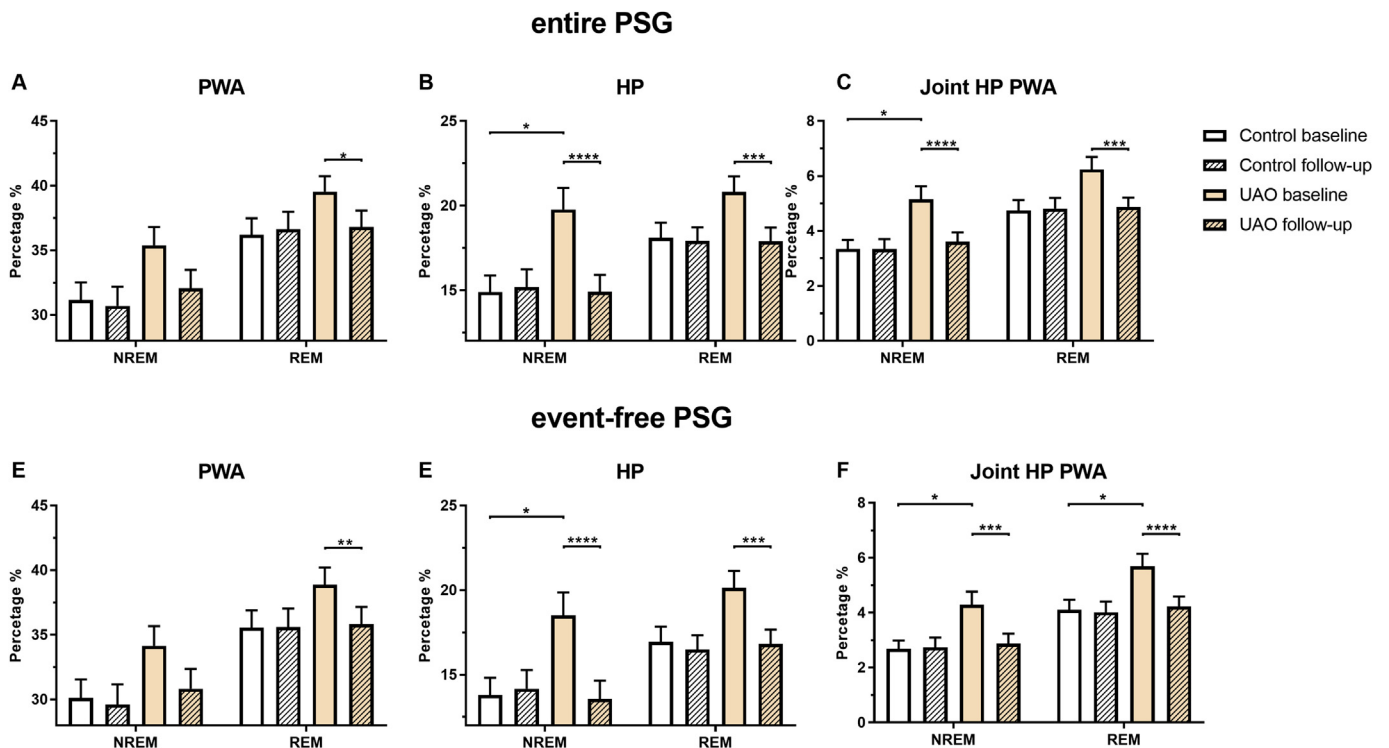 entire PSG
A
PWA
Percetage %
45
40
35
30
*
NREM
REM
B
HP
Percetage %
25
20
15
*
****
***
NREM
REM
C
Joint HP PWA
Percetage %
8
6
4
2
0
*
****
***
NREM
REM
Control baseline
Control follow-up
UAO baseline
UAO follow-up
event-free PSG
E
PWA
Percetage %
45
40
35
30
**
NREM
REM
E
HP
Percetage %
25
20
15
*
****
***
NREM
REM
F
Joint HP PWA
Percetage %
8
6
4
2
0
*
***
*
****
NREM
REM